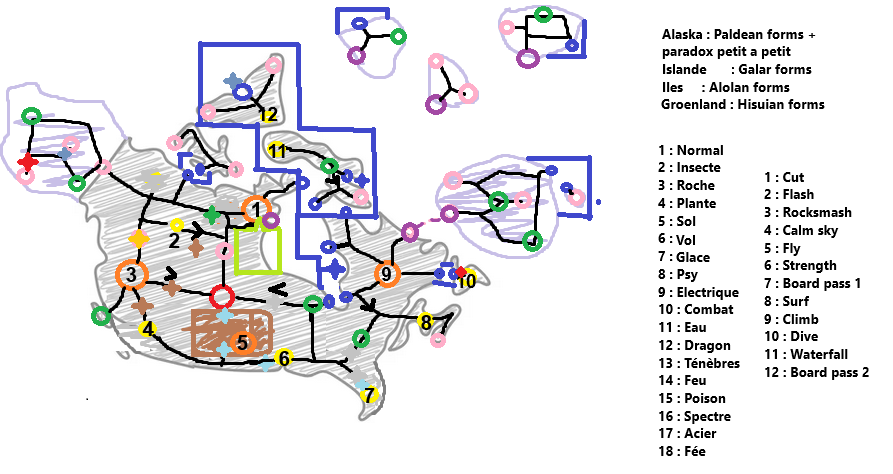 Alaska : Paldean forms +
paradox petit a petit
Islande : Galar forms
Iles : Alolan forms
Groenland : Hisuian forms
1 : Normal
2 : Insecte
3 : Roche
4 : Plante
5 : Sol
6 : Vol
7 : Glace
8 : Psy
9 : Electrique
10 : Combat
11 : Eau
12 : Dragon
13 : Ténèbres
14 : Feu
15 : Poison
16 : Spectre
17 : Acier
18 : Fée
1 : Cut
2 : Flash
3 : Rocksmash
4 : Calm sky
5 : Fly
6 : Strength
7 : Board pass 1
8 : Surf
9 : Climb
10 : Dive
11 : Waterfall
12 : Board pass 2
12
11
1
2
3
9
10
4
5
6
8
7